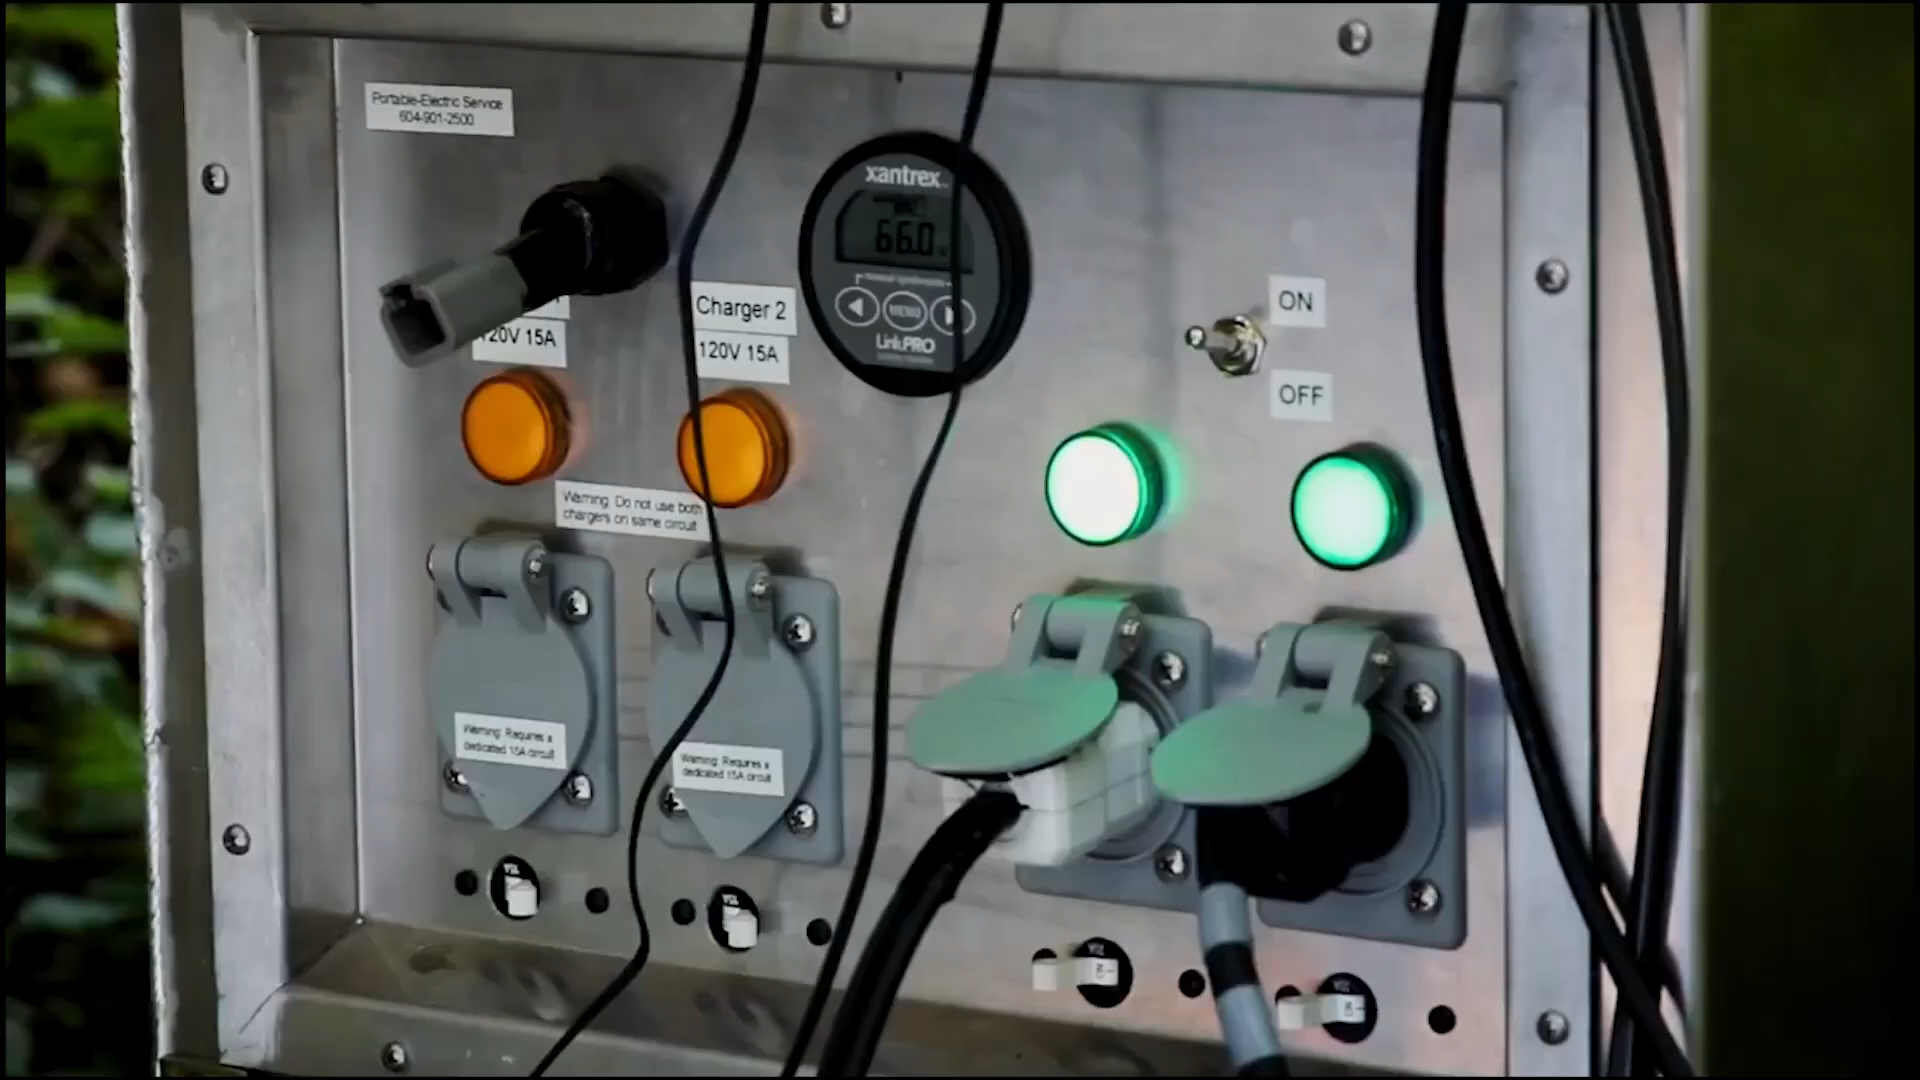 Portable-Electric Service
604-901-2500
xantrex
66.0
MENU
LinkPRO
Charger 2
120V 15A
120V 15A
ON
OFF
Warning: Do not use both
chargers on same circuit
Warning: Requires a
dedicated 15A circuit
Warning: Requires a
dedicated 15A circuit